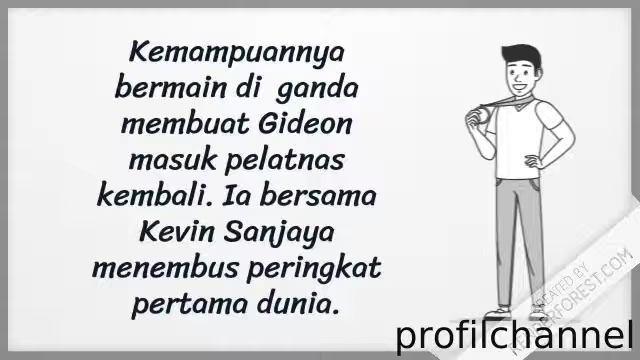 Kemampuannya
bermain di ganda
membuat Gideon
masuk pelatnas
kembali. Ia bersama
Kevin Sanjaya
menembus peringkat
pertama dunia.
profilchannel